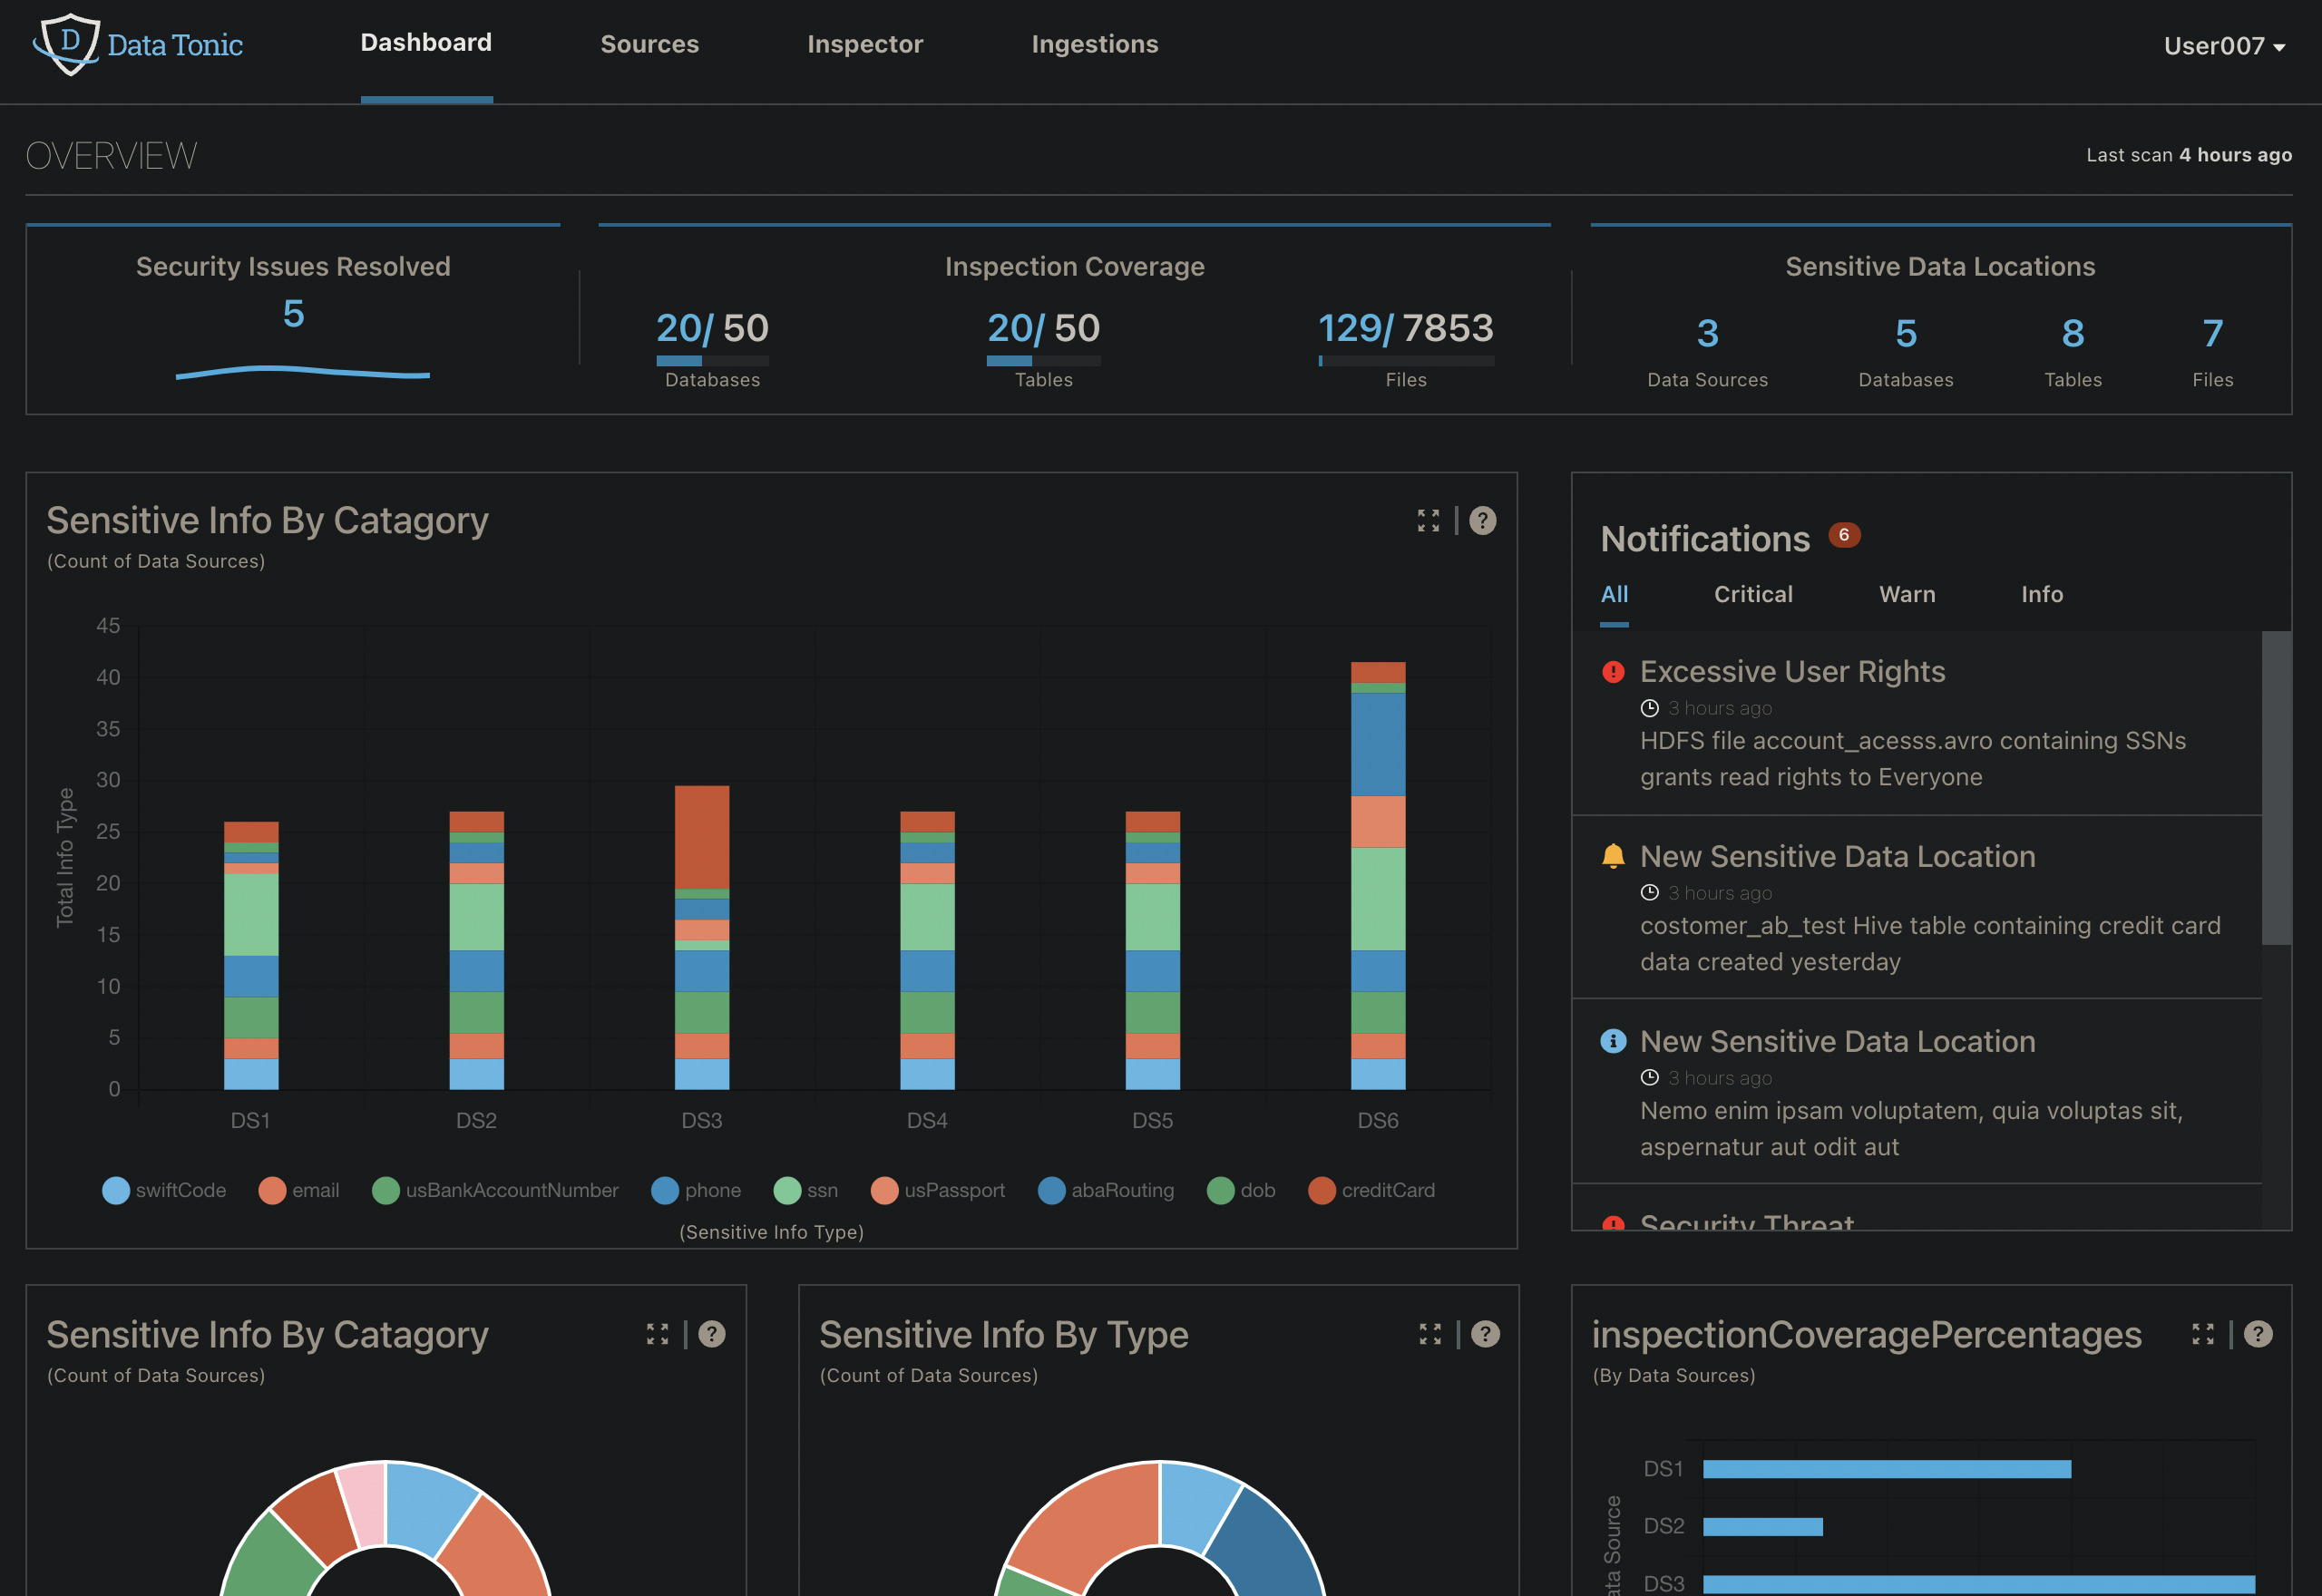 D Data Tonic
Dashboard
Sources
Inspector
Ingestions
User007
OVERVIEW
Last scan 4 hours ago
Security Issues Resolved
5
Inspection Coverage
20/ 50
Databases
20/ 50
Tables
129/ 7853
Files
Sensitive Data Locations
3
Data Sources
5
Databases
8
Tables
7
Files
Sensitive Info By Catagory
?
(Count of Data Sources)
Total Info Type
45
40
35
30
25
20
15
10
5
0
DS1
DS2
DS3
DS4
DS5
DS6
swiftCode
email
usBankAccountNumber
phone
ssn
usPassport
abaRouting
dob
creditCard
(Sensitive Info Type)
Notifications 6
All
Critical
Warn
Info
Excessive User Rights
3 hours ago
HDFS file account_acesss.avro containing SSNs
grants read rights to Everyone
New Sensitive Data Location
3 hours ago
costomer_ab_test Hive table containing credit card
data created yesterday
New Sensitive Data Location
3 hours ago
Nemo enim ipsam voluptatem, quia voluptas sit,
aspernatur aut odit aut
Security Threat
Sensitive Info By Catagory
?
(Count of Data Sources)
Sensitive Info By Type
?
(Count of Data Sources)
inspectionCoveragePercentages
?
(By Data Sources)
DS1
DS2
DS3
Source